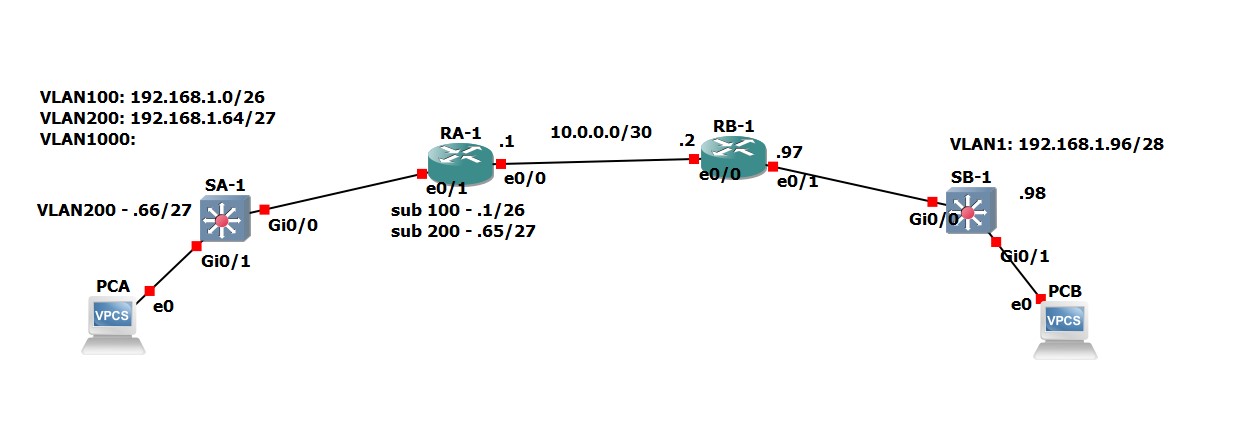 VLAN100: 192.168.1.0/26
VLAN200: 192.168.1.64/27
VLAN1000:
RA-1
.1
10.0.0.0/30
.2
RB-1
.97
VLAN1: 192.168.1.96/28
e0/1
e0/0
e0/0
e0/1
SA-1
SB-1
VLAN200 - .66/27
Gi0/0
sub 100 - .1/26
sub 200 - .65/27
.98
Gi0/0
Gi0/1
Gi0/1
PCA
VPCS
e0
PCB
VPCS
e0